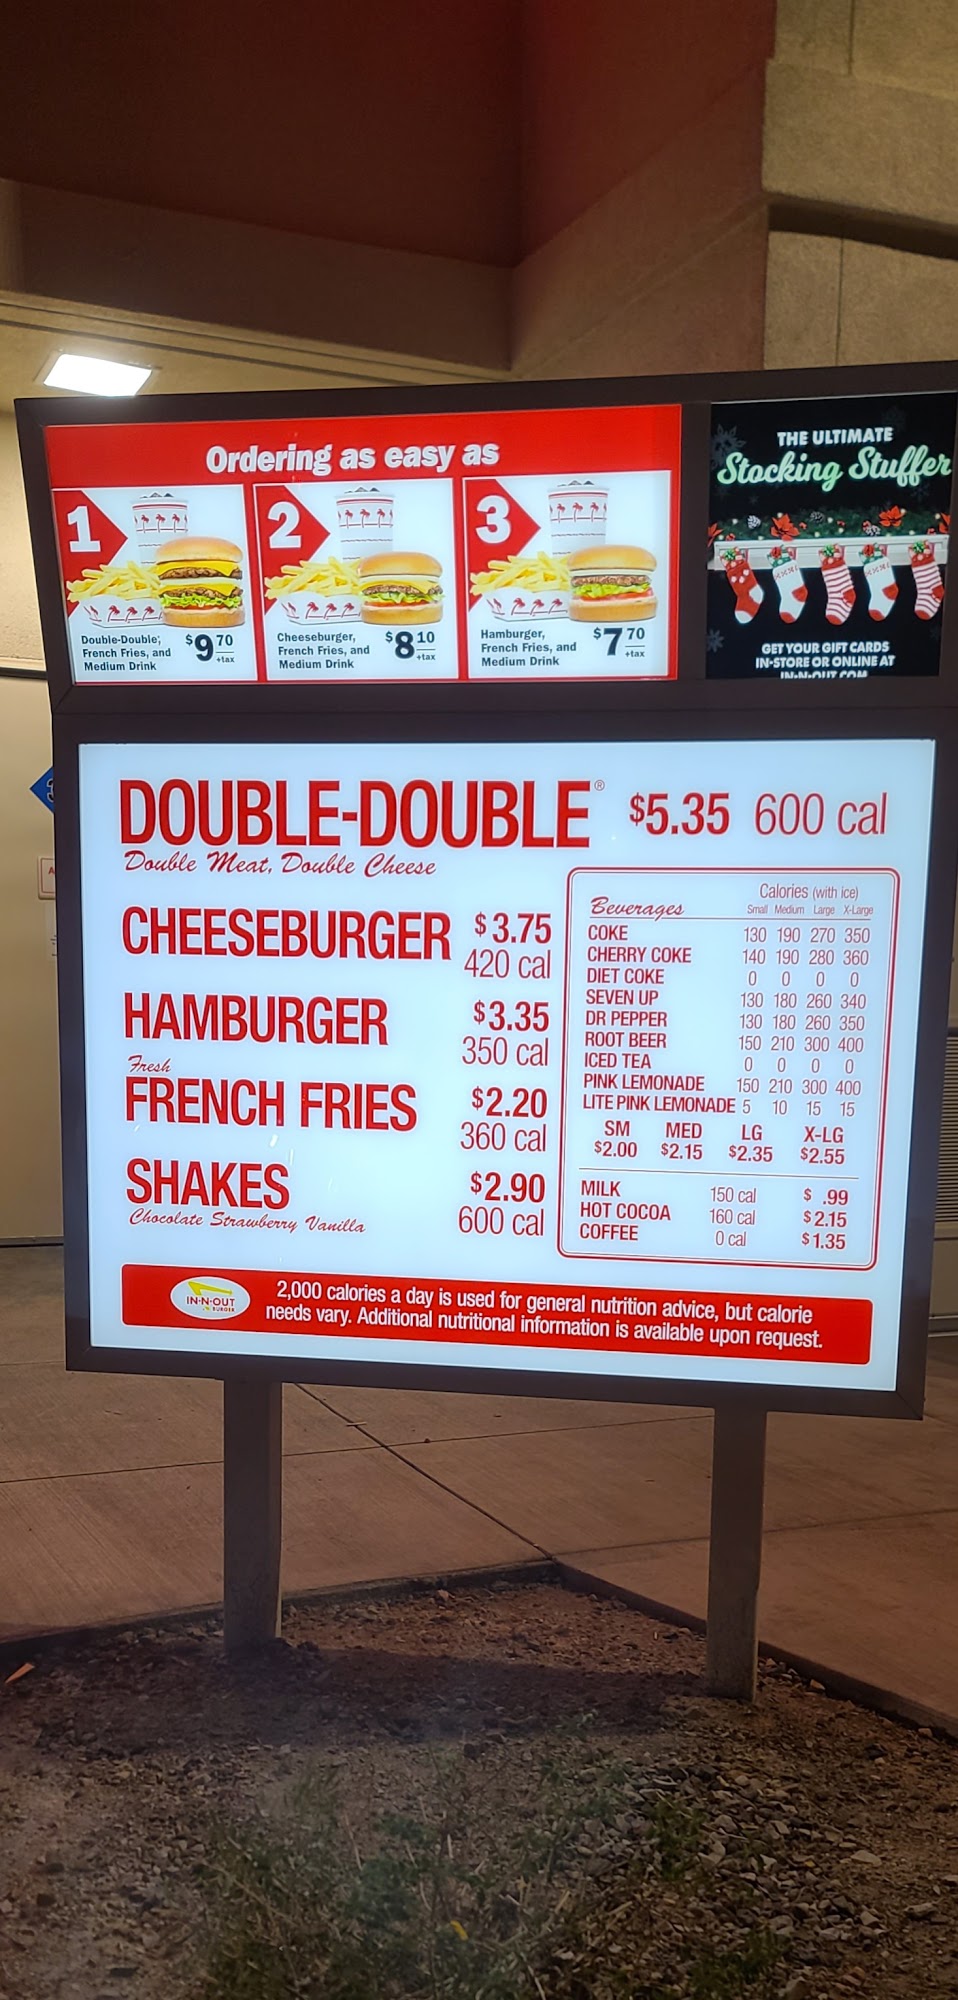 Ordering as easy as
1
Double-Double,
French Fries, and
Medium Drink
$9 70
+tax
2
Cheeseburger,
French Fries, and
Medium Drink
$8 10
+tax
3
Hamburger,
French Fries, and
Medium Drink
$7 70
+tax
THE ULTIMATE
Stocking Stuffer
GET YOUR GIFT CARDS
IN-STORE OR ONLINE AT
IN-N-OUT.COM
DOUBLE-DOUBLE® $5.35 600 cal
Double Meat, Double Cheese
CHEESEBURGER $3.75
420 cal
HAMBURGER $3.35
350 cal
Fresh
FRENCH FRIES $2.20
360 cal
SHAKES $2.90
Chocolate Strawberry Vanilla 600 cal
Calories (with ice)
Beverages Small Medium Large X-Large
COKE 130 190 270 350
CHERRY COKE 140 190 280 360
DIET COKE 0 0 0 0
SEVEN UP 130 180 260 340
DR PEPPER 130 180 260 350
ROOT BEER 150 210 300 400
ICED TEA 0 0 0 0
PINK LEMONADE 150 210 300 400
LITE PINK LEMONADE 5 10 15 15
SM MED LG X-LG
$2.00 $2.15 $2.35 $2.55
MILK 150 cal $ .99
HOT COCOA 160 cal $2.15
COFFEE 0 cal $1.35
IN-N-OUT
BURGER
2,000 calories a day is used for general nutrition advice, but calorie
needs vary. Additional nutritional information is available upon request.